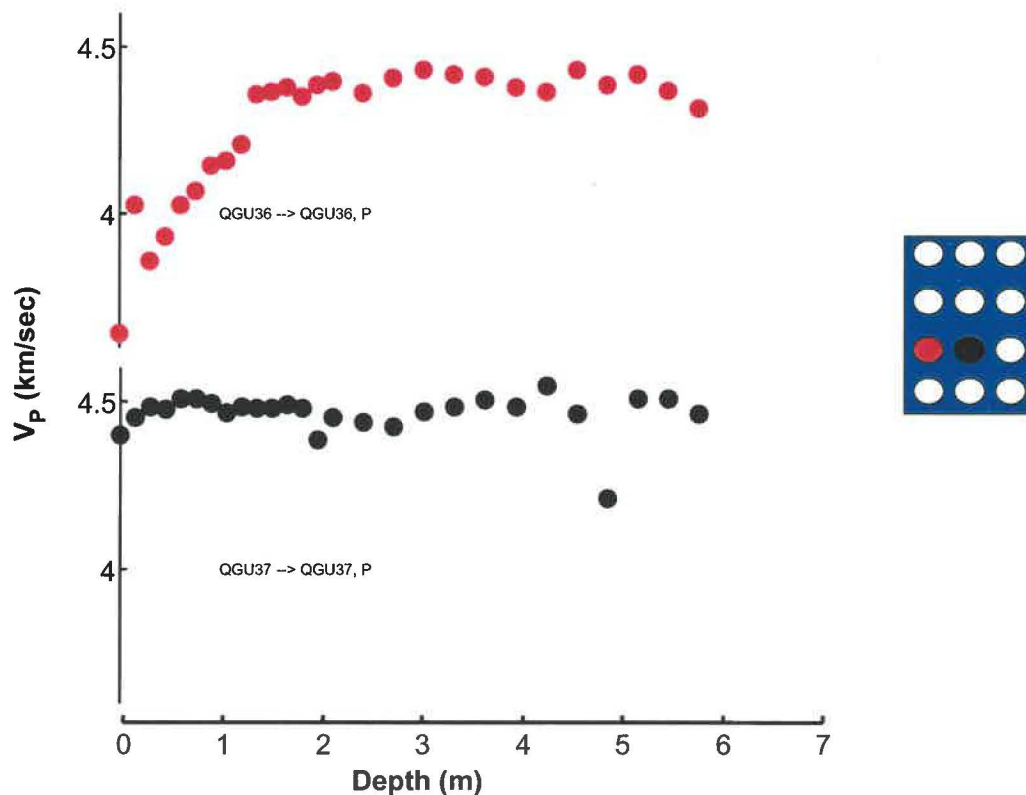 4.5
4
QGU36 --> QGU36, P
VP (km/sec)
4.5
4
QGU37 --> QGU37, P
0 1 2 3 4 5 6 7
Depth (m)